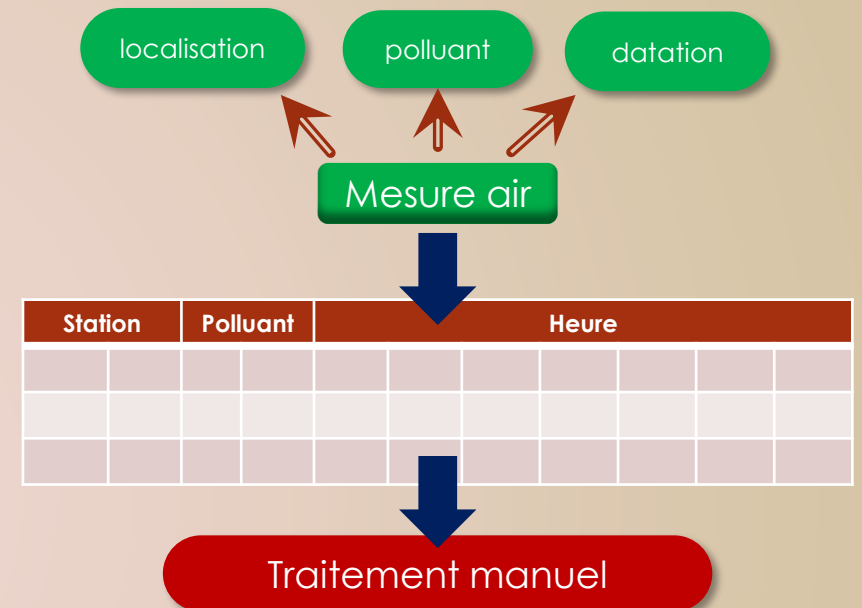 localisation
polluant
datation
Mesure air
Station Polluant Heure
Traitement manuel